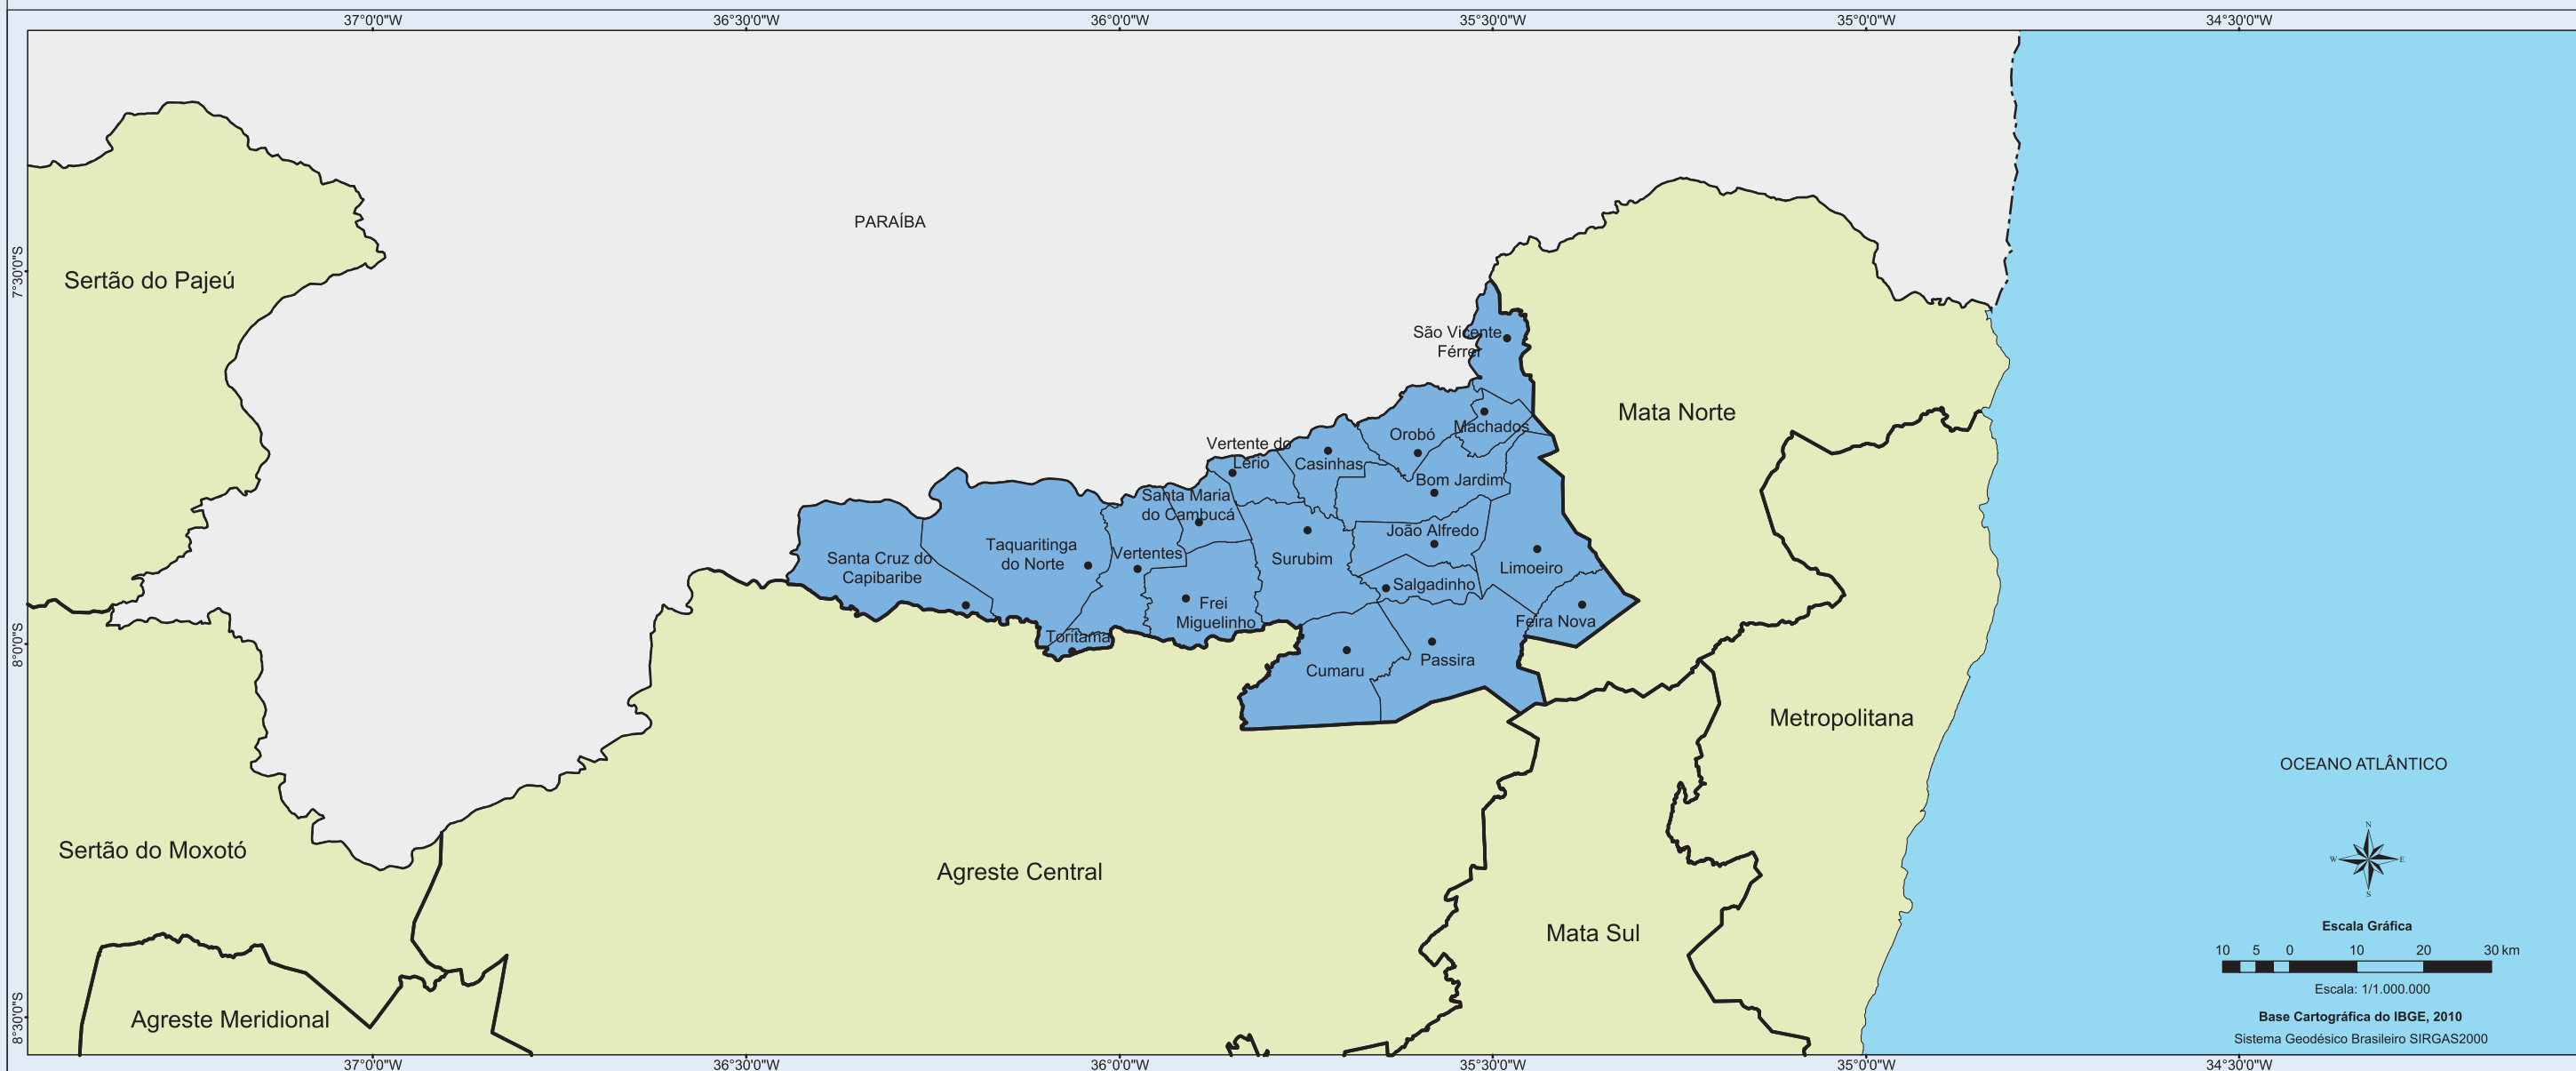 37°0'0"W
36°30'0"W
36°0'0"W
35°30'0"W
35°0'0"W
34°30'0"W
7°30'0"S
8°0'0"S
8°30'0"S
PARAÍBA
Sertão do Pajeú
São Vicente
Férrer
Mata Norte
Machados
Orobó
Vertente do
Lério
Casinhas
Bom Jardim
Santa Maria
do Cambucá
João Alfredo
Taquaritinga
do Norte
Vertentes
Surubim
Santa Cruz do
Capibaribe
Limoeiro
Salgadinho
Frei
Miguelinho
Feira Nova
Toritama
Passira
Cumaru
Metropolitana
OCEANO ATLÂNTICO
Sertão do Moxotó
Agreste Central
Mata Sul
Agreste Meridional
N
W
E
S
Escala Gráfica
10 5 0 10 20 30 km
Escala: 1/1.000.000
Base Cartográfica do IBGE, 2010
Sistema Geodésico Brasileiro SIRGAS2000
37°0'0"W
36°30'0"W
36°0'0"W
35°30'0"W
35°0'0"W
34°30'0"W